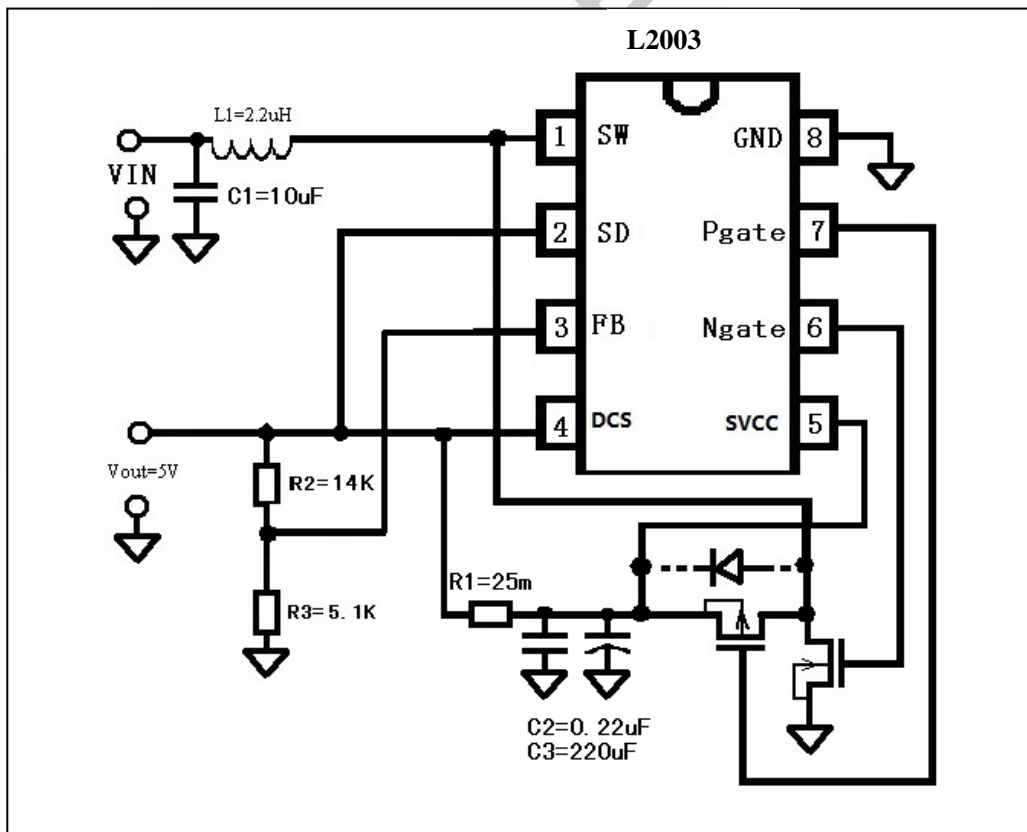 L2003
L1=2.2uH
VIN
C1=10uF
1 SW
GND 8
2 SD
Pgate 7
3 FB
Ngate 6
4 DCS
SVCC 5
Vout=5V
R2=14K
R1=25m
R3=5.1K
C2=0.22uF
C3=220uF